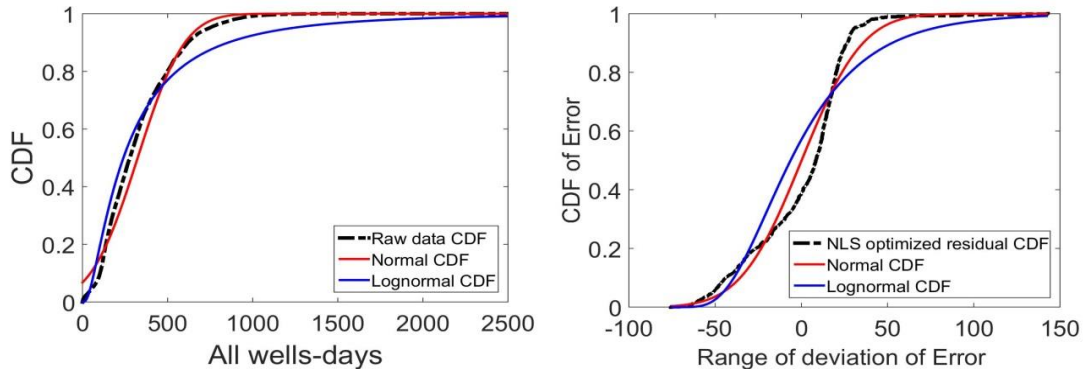 1
0.8
0.6
0.4
0.2
0
CDF
0
500
1000
1500
2000
2500
All wells-days
Raw data CDF
Normal CDF
Lognormal CDF
1
0.8
0.6
0.4
0.2
0
CDF of Error
-100
-50
0
50
100
150
Range of deviation of Error
NLS optimized residual CDF
Normal CDF
Lognormal CDF